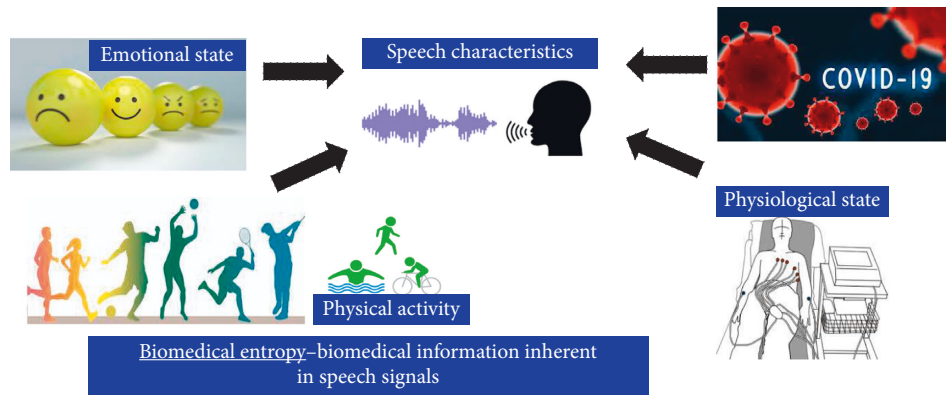 Emotional state
Speech characteristics
COVID-19
Physiological state
Physical activity
Biomedical entropy–biomedical information inherent
in speech signals